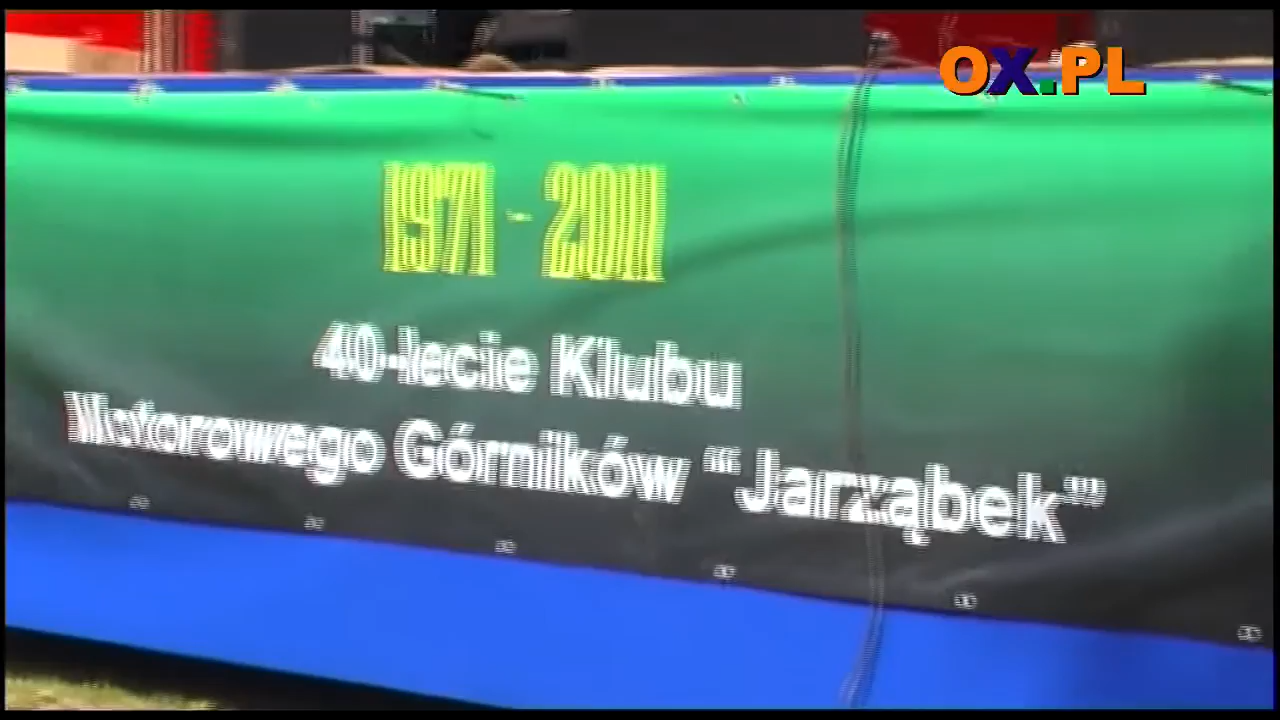 OX.PL
1971 - 2011
40-lecie Klubu
Motorowego Górników “Jarząbek”